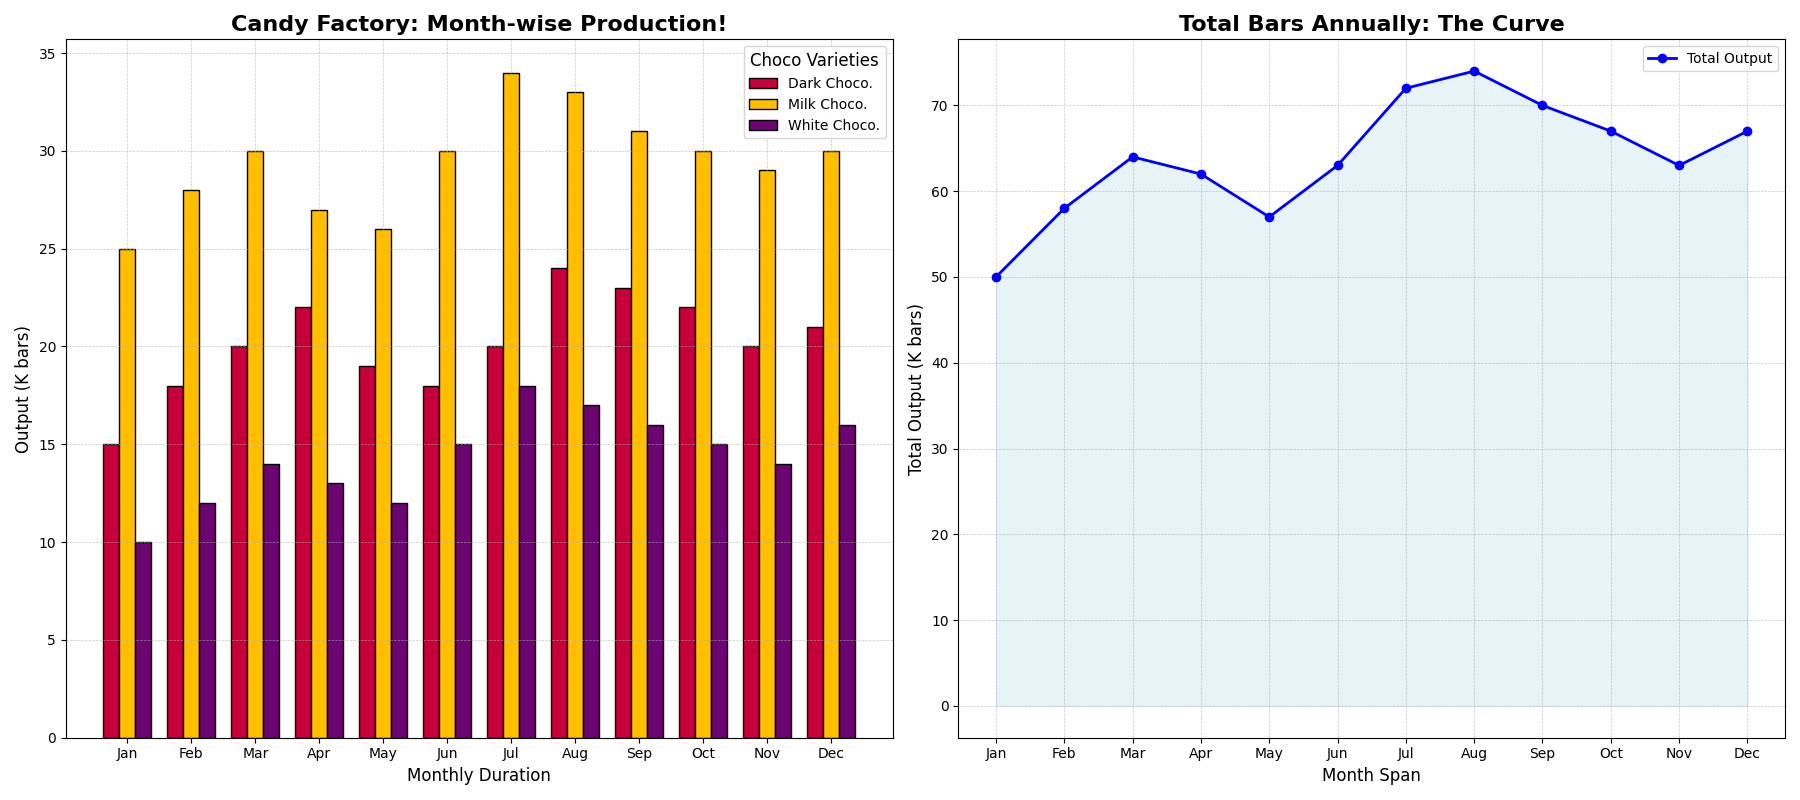 Candy Factory: Month-wise Production!
Output (K bars)
35
30
25
20
15
10
5
0
Choco Varieties
Dark Choco.
Milk Choco.
White Choco.
Jan Feb Mar Apr May Jun Jul Aug Sep Oct Nov Dec
Monthly Duration
Total Bars Annually: The Curve
Total Output (K bars)
70
60
50
40
30
20
10
0
Total Output
Jan Feb Mar Apr May Jun Jul Aug Sep Oct Nov Dec
Month Span